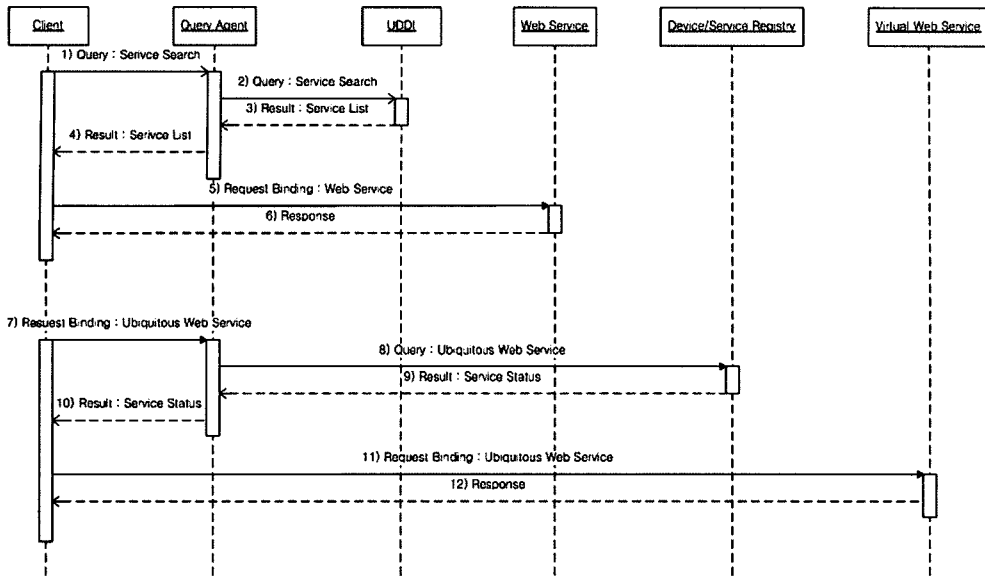 Client
Query Agent
UDDI
Web Service
Device/Service Registry
Virtual Web Service
1) Query : Serivce Search
2) Query : Service Search
3) Result : Service List
4) Result : Serivce List
5) Request Binding : Web Service
6) Response
7) Request Binding : Ubiquitous Web Service
8) Query : Ubiquitous Web Service
9) Result : Service Status
10) Result : Service Status
11) Request Binding : Ubiquitous Web Service
12) Response